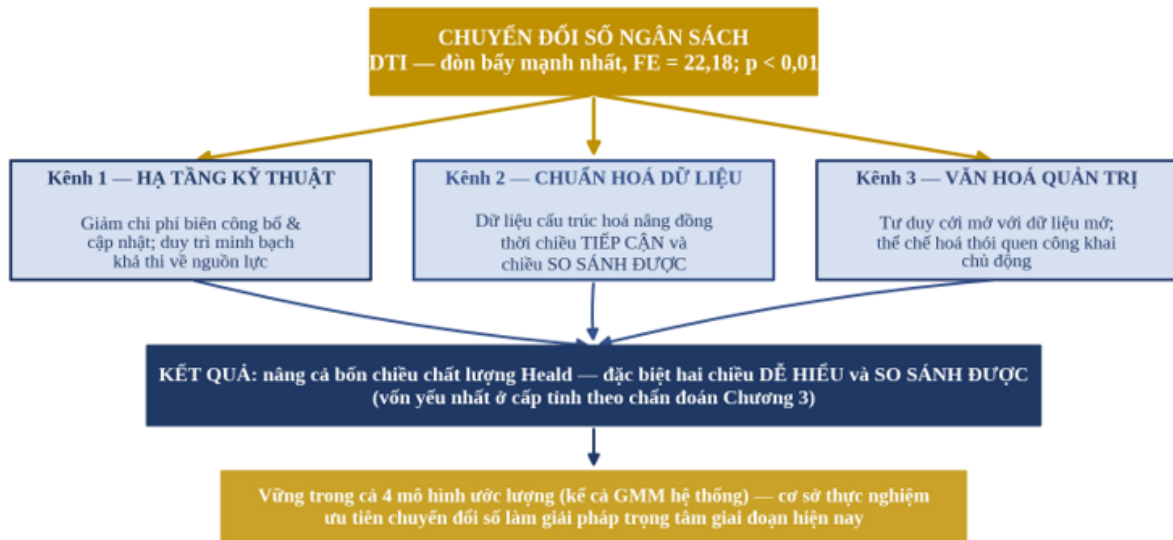 CHUYỂN ĐỔI SỐ NGÂN SÁCH
DTI — đòn bẩy mạnh nhất, FE = 22,18; p < 0,01
Kênh 1 — HẠ TẦNG KỸ THUẬT
Giảm chi phí biên công bố &
cập nhật; duy trì minh bạch
khả thi về nguồn lực
Kênh 2 — CHUẨN HOÁ DỮ LIỆU
Dữ liệu cấu trúc hoá nâng đồng
thời chiều TIẾP CẬN và
chiều SO SÁNH ĐƯỢC
Kênh 3 — VĂN HOÁ QUẢN TRỊ
Tư duy cởi mở với dữ liệu mở;
thể chế hoá thói quen công khai
chủ động
KẾT QUẢ: nâng cả bốn chiều chất lượng Heald — đặc biệt hai chiều DỄ HIỂU và SO SÁNH ĐƯỢC
(vốn yếu nhất ở cấp tỉnh theo chẩn đoán Chương 3)
Vững trong cả 4 mô hình ước lượng (kể cả GMM hệ thống) — cơ sở thực nghiệm
ưu tiên chuyển đổi số làm giải pháp trọng tâm giai đoạn hiện nay